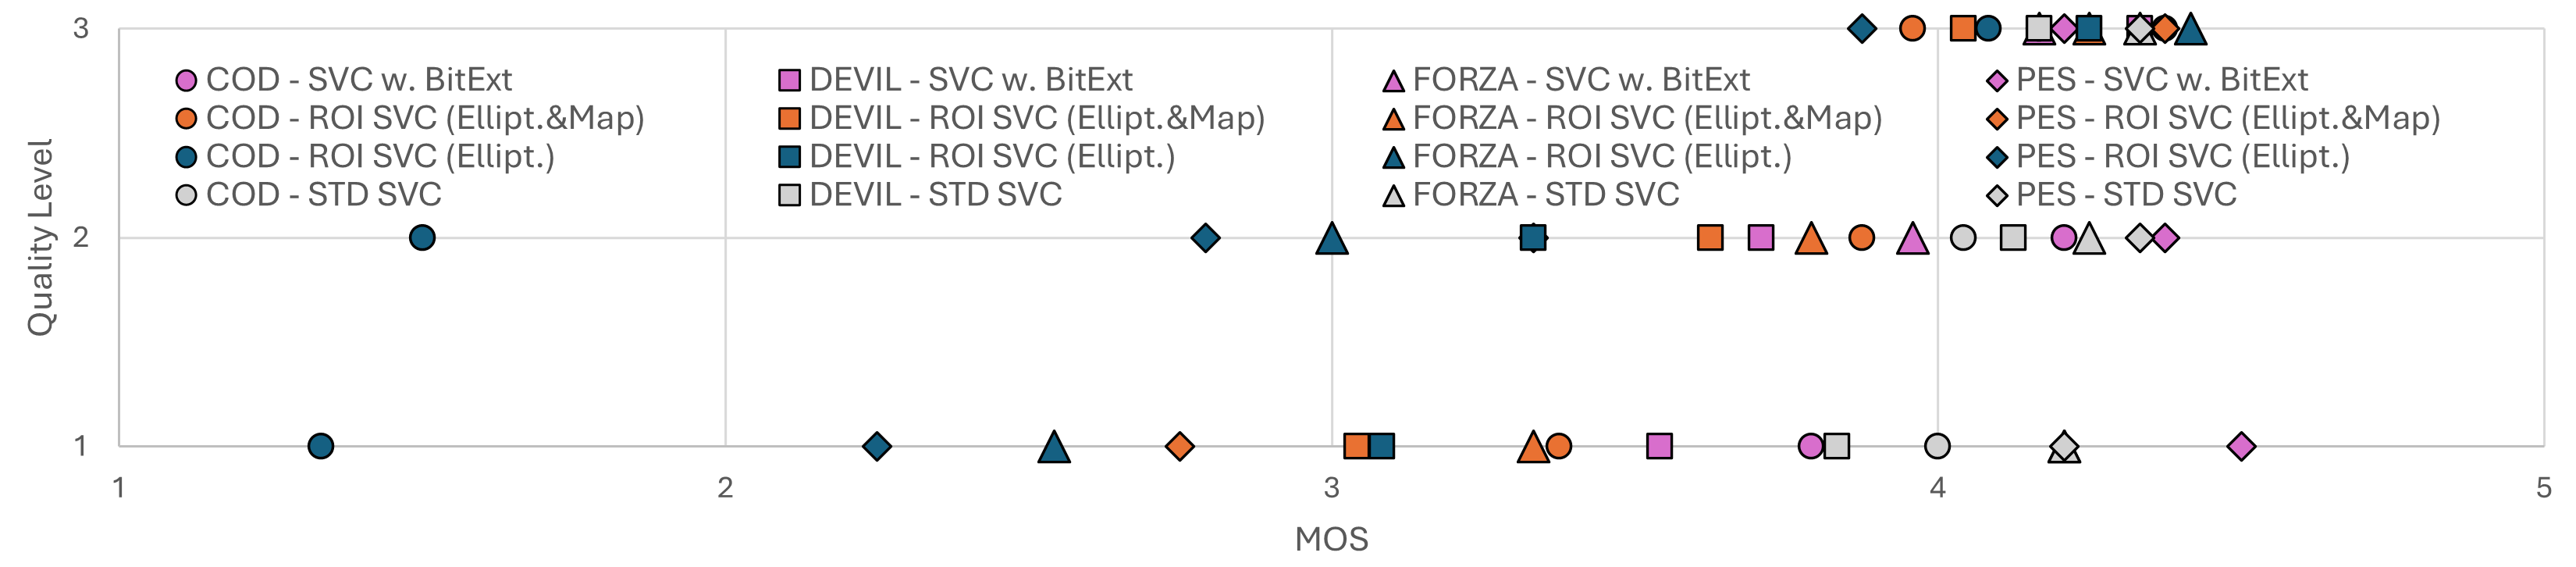 3
COD - SVC w. BitExt
DEVIL - SVC w. BitExt
FORZA - SVC w. BitExt
PES - SVC w. BitExt
COD - ROI SVC (Ellipt.&Map)
DEVIL - ROI SVC (Ellipt.&Map)
FORZA - ROI SVC (Ellipt.&Map)
PES - ROI SVC (Ellipt.&Map)
COD - ROI SVC (Ellipt.)
DEVIL - ROI SVC (Ellipt.)
FORZA - ROI SVC (Ellipt.)
PES - ROI SVC (Ellipt.)
COD - STD SVC
DEVIL - STD SVC
FORZA - STD SVC
PES - STD SVC
Quality Level
2
1
1 2 3 4 5
MOS